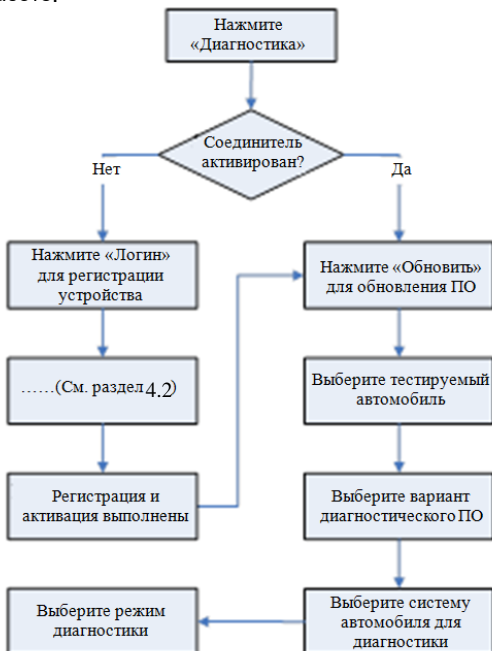 Нажмите
«Диагностика»
Соединитель
активирован?
Нет
Да
Нажмите «Логин»
для регистрации
устройства
Нажмите «Обновить»
для обновления ПО
......(См. раздел 4.2)
Выберите тестируемый
автомобиль
Регистрация и
активация выполнены
Выберите вариант
диагностического ПО
Выберите режим
диагностики
Выберите систему
автомобиля для
диагностики